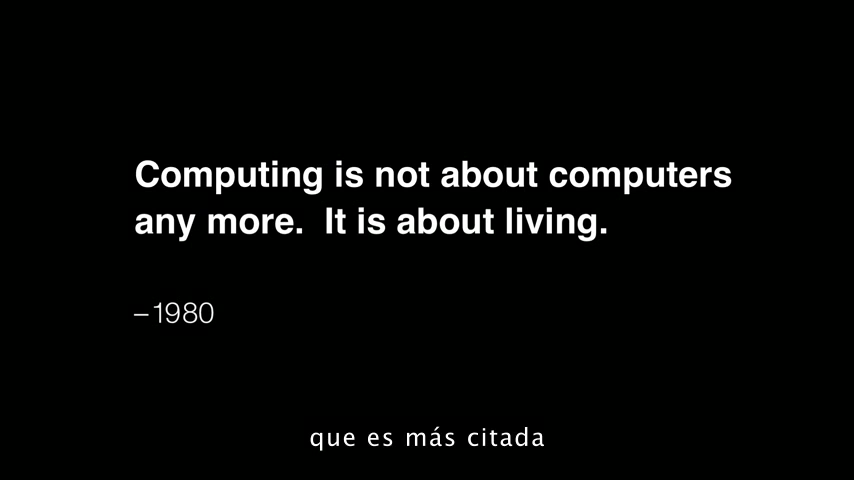 Computing is not about computers
any more.  It is about living.
–1980
que es más citada